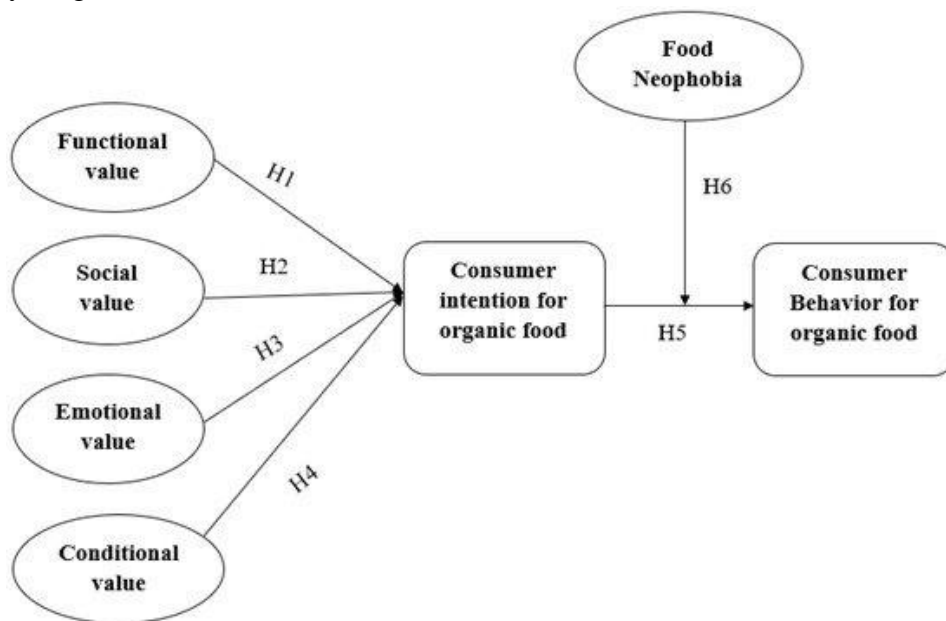 Food
Neophobia
Functional
value
H1
H6
Social
value
H2
Consumer
intention for
organic food
Consumer
Behavior for
organic food
H5
H3
Emotional
value
H4
Conditional
value